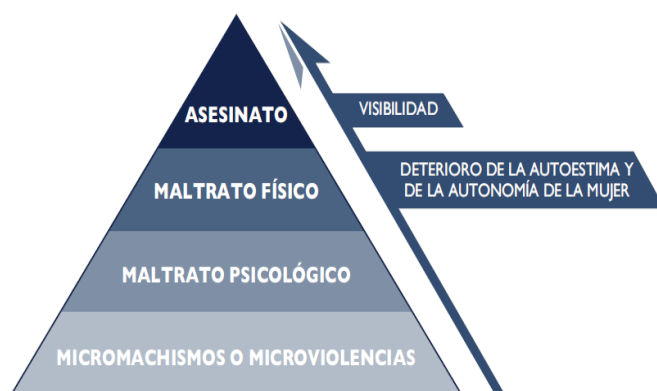 ASESINATO
VISIBILIDAD
MALTRATO FÍSICO
DETERIORO DE LA AUTOESTIMA Y
DE LA AUTONOMÍA DE LA MUJER
MALTRATO PSICOLÓGICO
MICROMACHISMOS O MICROVIOLENCIAS